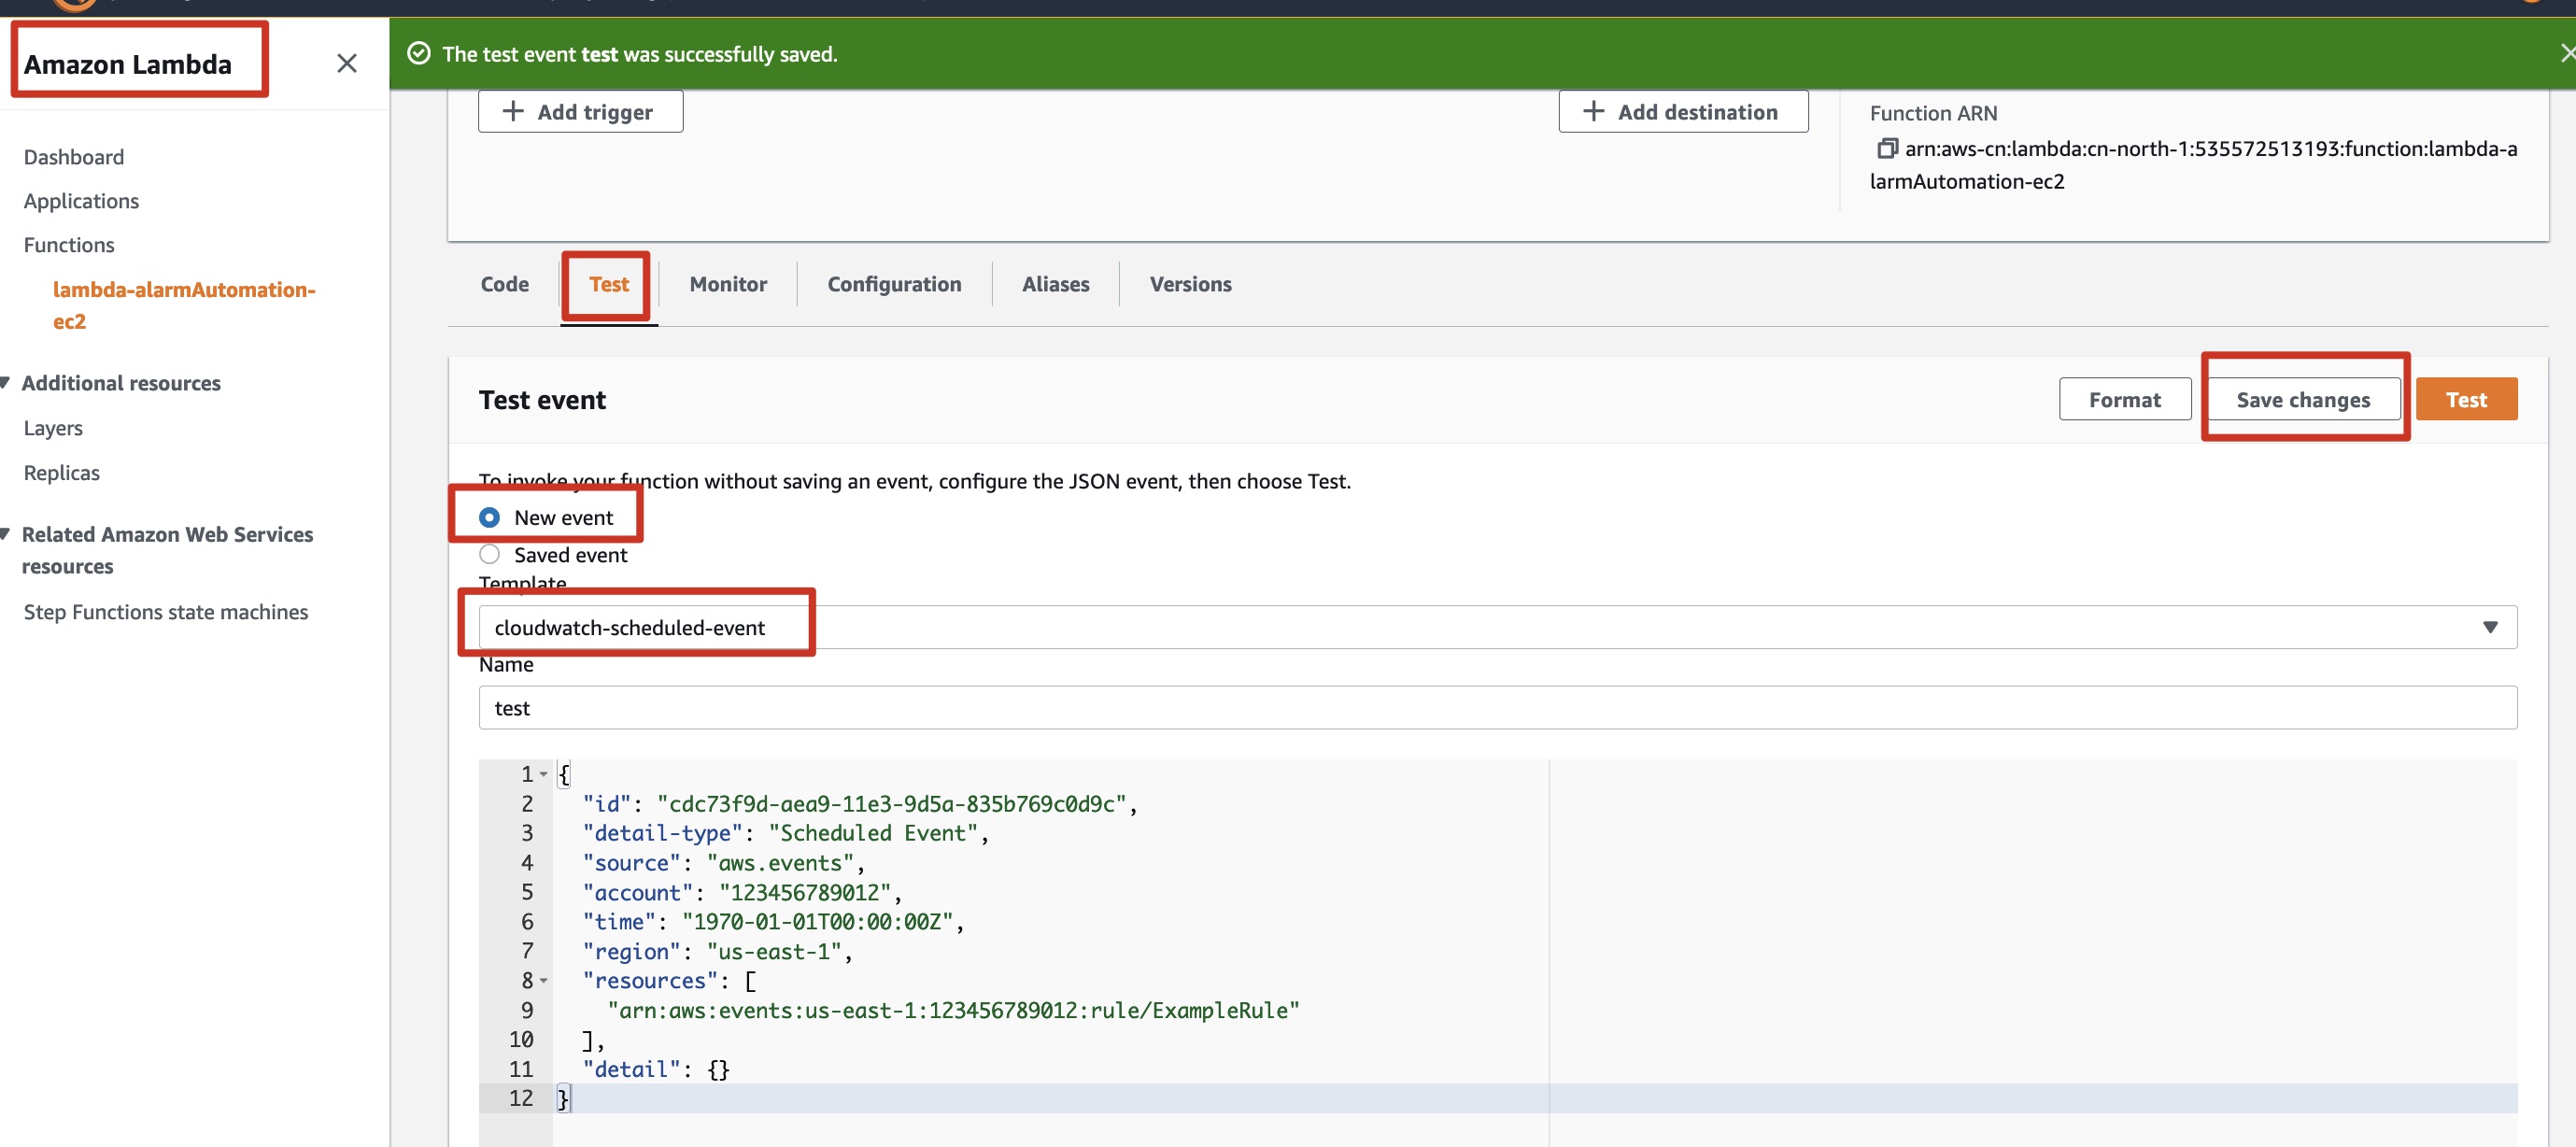 Amazon Lambda
The test event test was successfully saved.
Add trigger
Add destination
Function ARN
arn:aws-cn:lambda:cn-north-1:535572513193:function:lambda-a
larmAutomation-ec2
Dashboard
Applications
Functions
lambda-alarmAutomation-
ec2
Additional resources
Layers
Replicas
Related Amazon Web Services
resources
Step Functions state machines
Code
Test
Monitor
Configuration
Aliases
Versions
Test event
Format
Save changes
Test
To invoke your function without saving an event, configure the JSON event, then choose Test.
New event
Saved event
Template
cloudwatch-scheduled-event
Name
test
1 {
2 "id": "cdc73f9d-aea9-11e3-9d5a-835b769c0d9c",
3 "detail-type": "Scheduled Event",
4 "source": "aws.events",
5 "account": "123456789012",
6 "time": "1970-01-01T00:00:00Z",
7 "region": "us-east-1",
8 "resources": [
9 "arn:aws:events:us-east-1:123456789012:rule/ExampleRule"
10 ],
11 "detail": {}
12 }